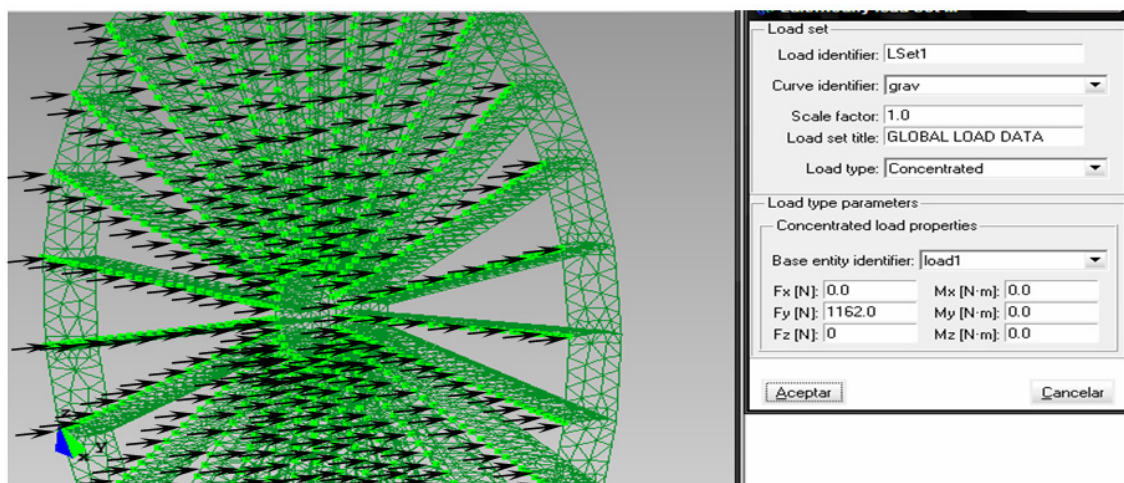 Load set
Load identifier: LSet1
Curve identifier: grav
Scale factor: 1.0
Load set title: GLOBAL LOAD DATA
Load type: Concentrated
Load type parameters
Concentrated load properties
Base entity identifier: load1
Fx [N]: 0.0 Mx [N·m]: 0.0
Fy [N]: 1162.0 My [N·m]: 0.0
Fz [N]: 0 Mz [N·m]: 0.0
Aceptar Cancelar
Z
Y